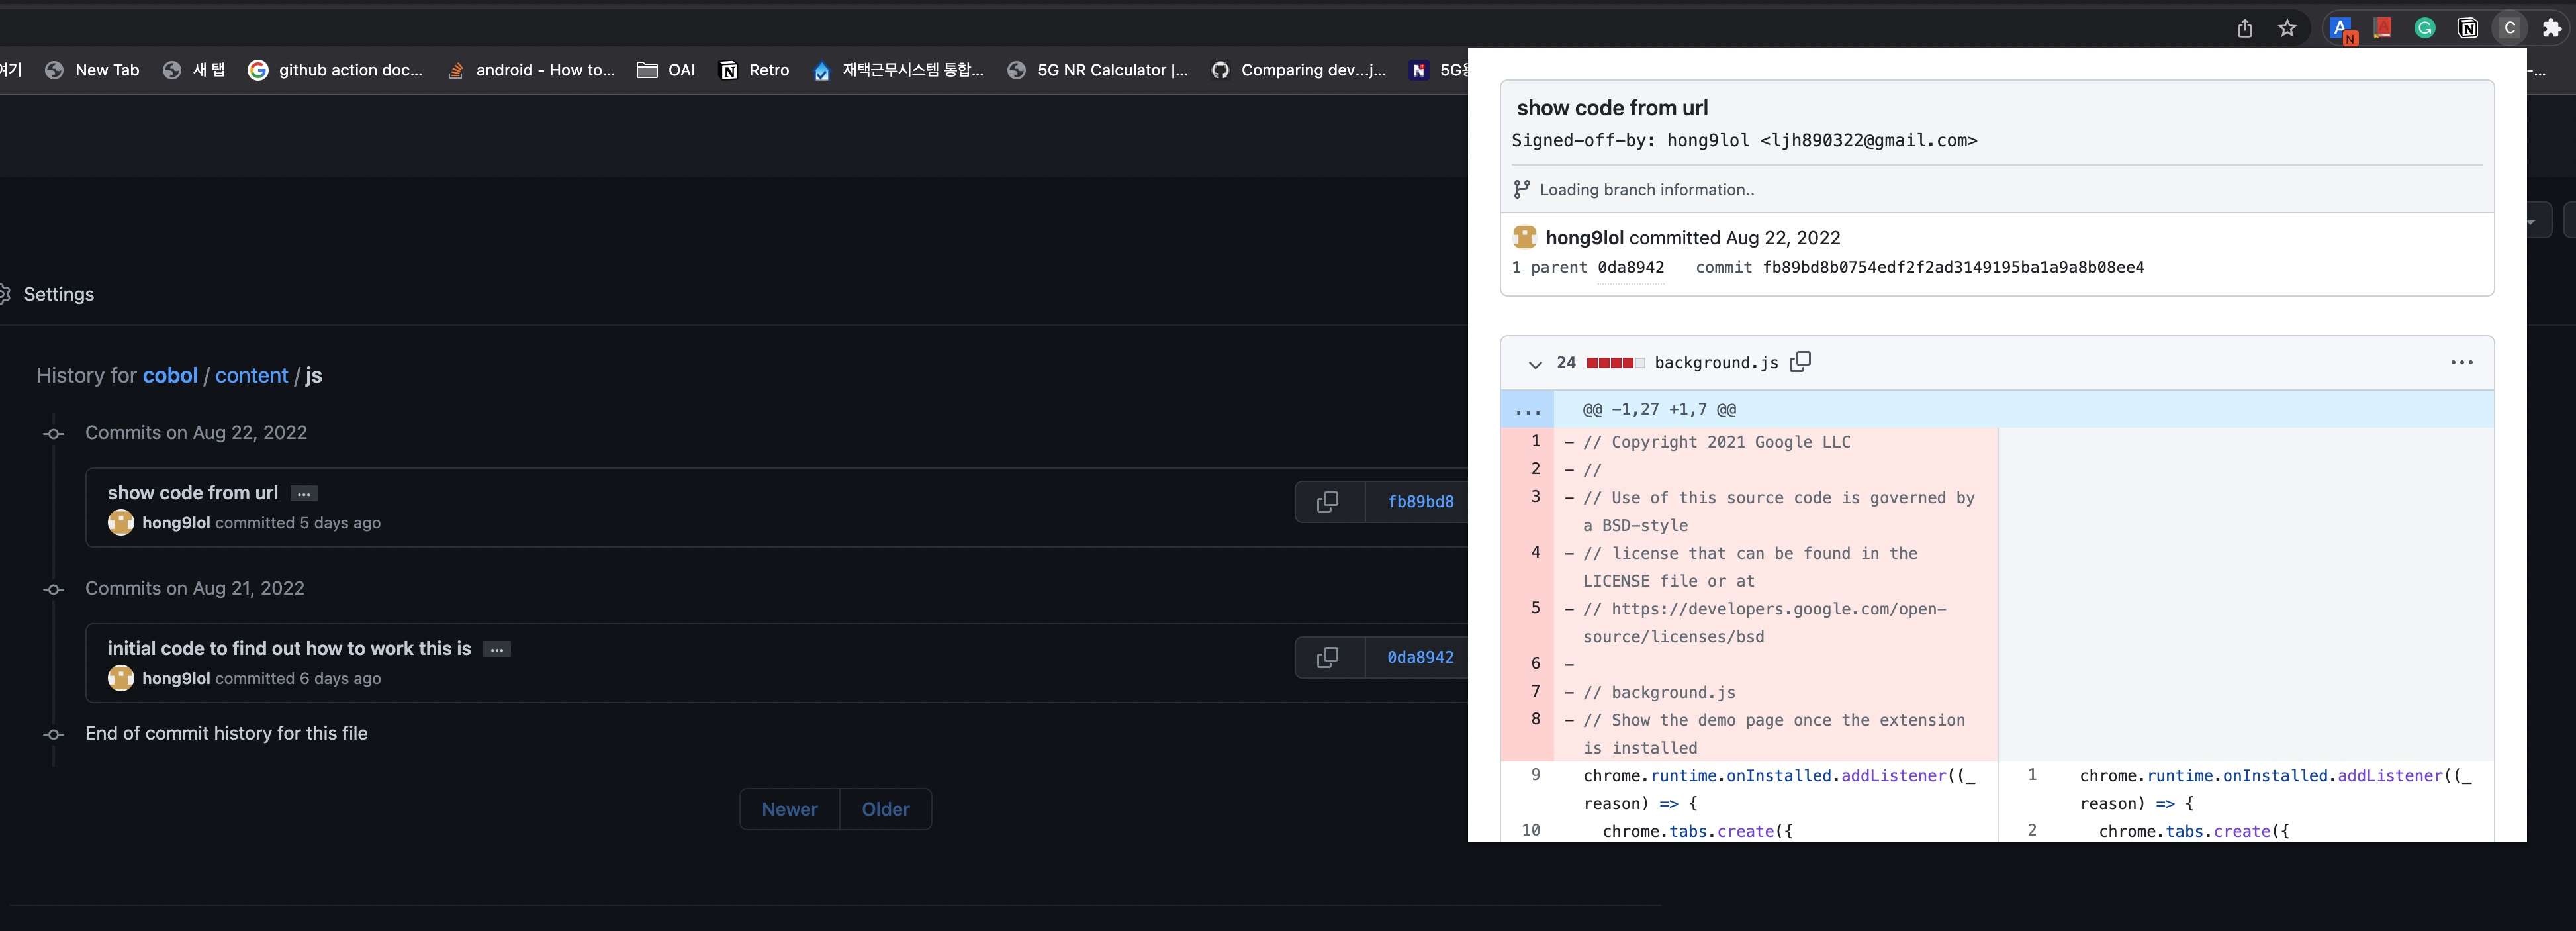 여기 New Tab 새 탭 github action doc... android - How to... OAI Retro 재택근무시스템 통합... 5G NR Calculator |... Comparing dev...j...
Settings
History for cobol / content / js
Commits on Aug 22, 2022
show code from url ...
hong9lol committed 5 days ago
fb89bd8
Commits on Aug 21, 2022
initial code to find out how to work this is ...
hong9lol committed 6 days ago
0da8942
End of commit history for this file
Newer Older
show code from url
Signed-off-by: hong9lol <ljh890322@gmail.com>
Loading branch information..
hong9lol committed Aug 22, 2022
1 parent 0da8942 commit fb89bd8b0754edf2f2ad3149195ba1a9a8b08ee4
24 background.js ...
... @@ -1,27 +1,7 @@
1 - // Copyright 2021 Google LLC
2 - //
3 - // Use of this source code is governed by
a BSD-style
4 - // license that can be found in the
LICENSE file or at
5 - // https://developers.google.com/open-
source/licenses/bsd
6 -
7 - // background.js
8 - // Show the demo page once the extension
is installed
9 chrome.runtime.onInstalled.addListener((_ 1 chrome.runtime.onInstalled.addListener((_
reason) => { reason) => {
10 chrome.tabs.create({ 2 chrome.tabs.create({